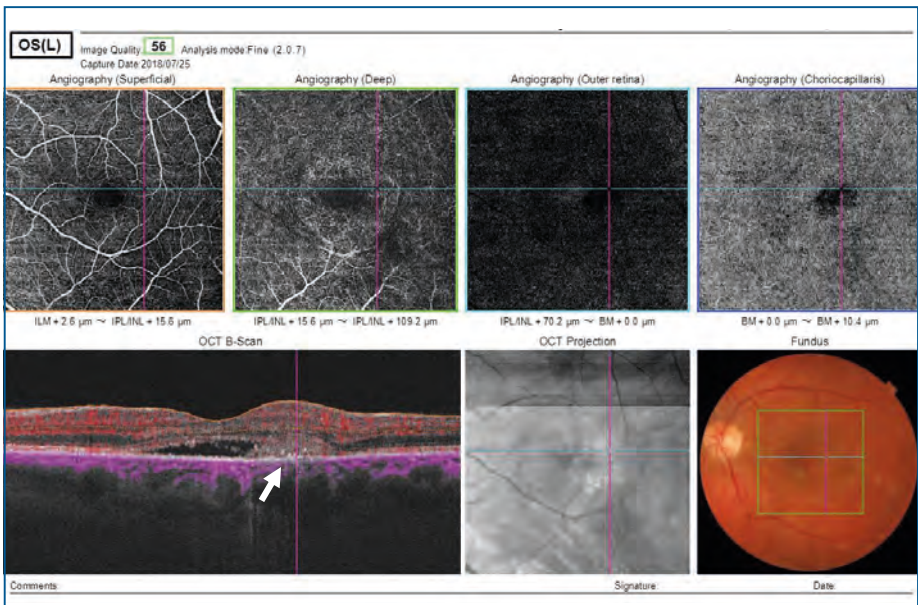 OS(L) Image Quality 56 Analysis mode:Fine (2.0.7)
Capture Date 2018/07/25
Angiography (Superficial) Angiography (Deep) Angiography (Outer retina) Angiography (Choriocapillaris)
ILM + 2.6 μm ~ IPL/INL + 15.6 μm IPL/INL + 15.6 μm ~ IPL/INL + 109.2 μm IPL/INL + 70.2 μm ~ BM + 0.0 μm BM + 0.0 μm ~ BM + 10.4 μm
OCT B-Scan OCT Projection Fundus
Comments: Signature: Date: